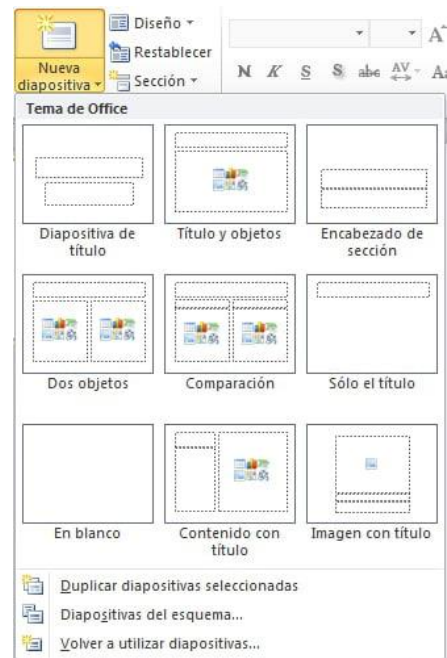 Nueva
diapositiva
Diseño
Restablecer
Sección
N K S S abc AV Aa
A
Tema de Office
Diapositiva de
título
Título y objetos
Encabezado de
sección
Dos objetos
Comparación
Sólo el título
En blanco
Contenido con
título
Imagen con título
Duplicar diapositivas seleccionadas
Diapositivas del esquema...
Volver a utilizar diapositivas...